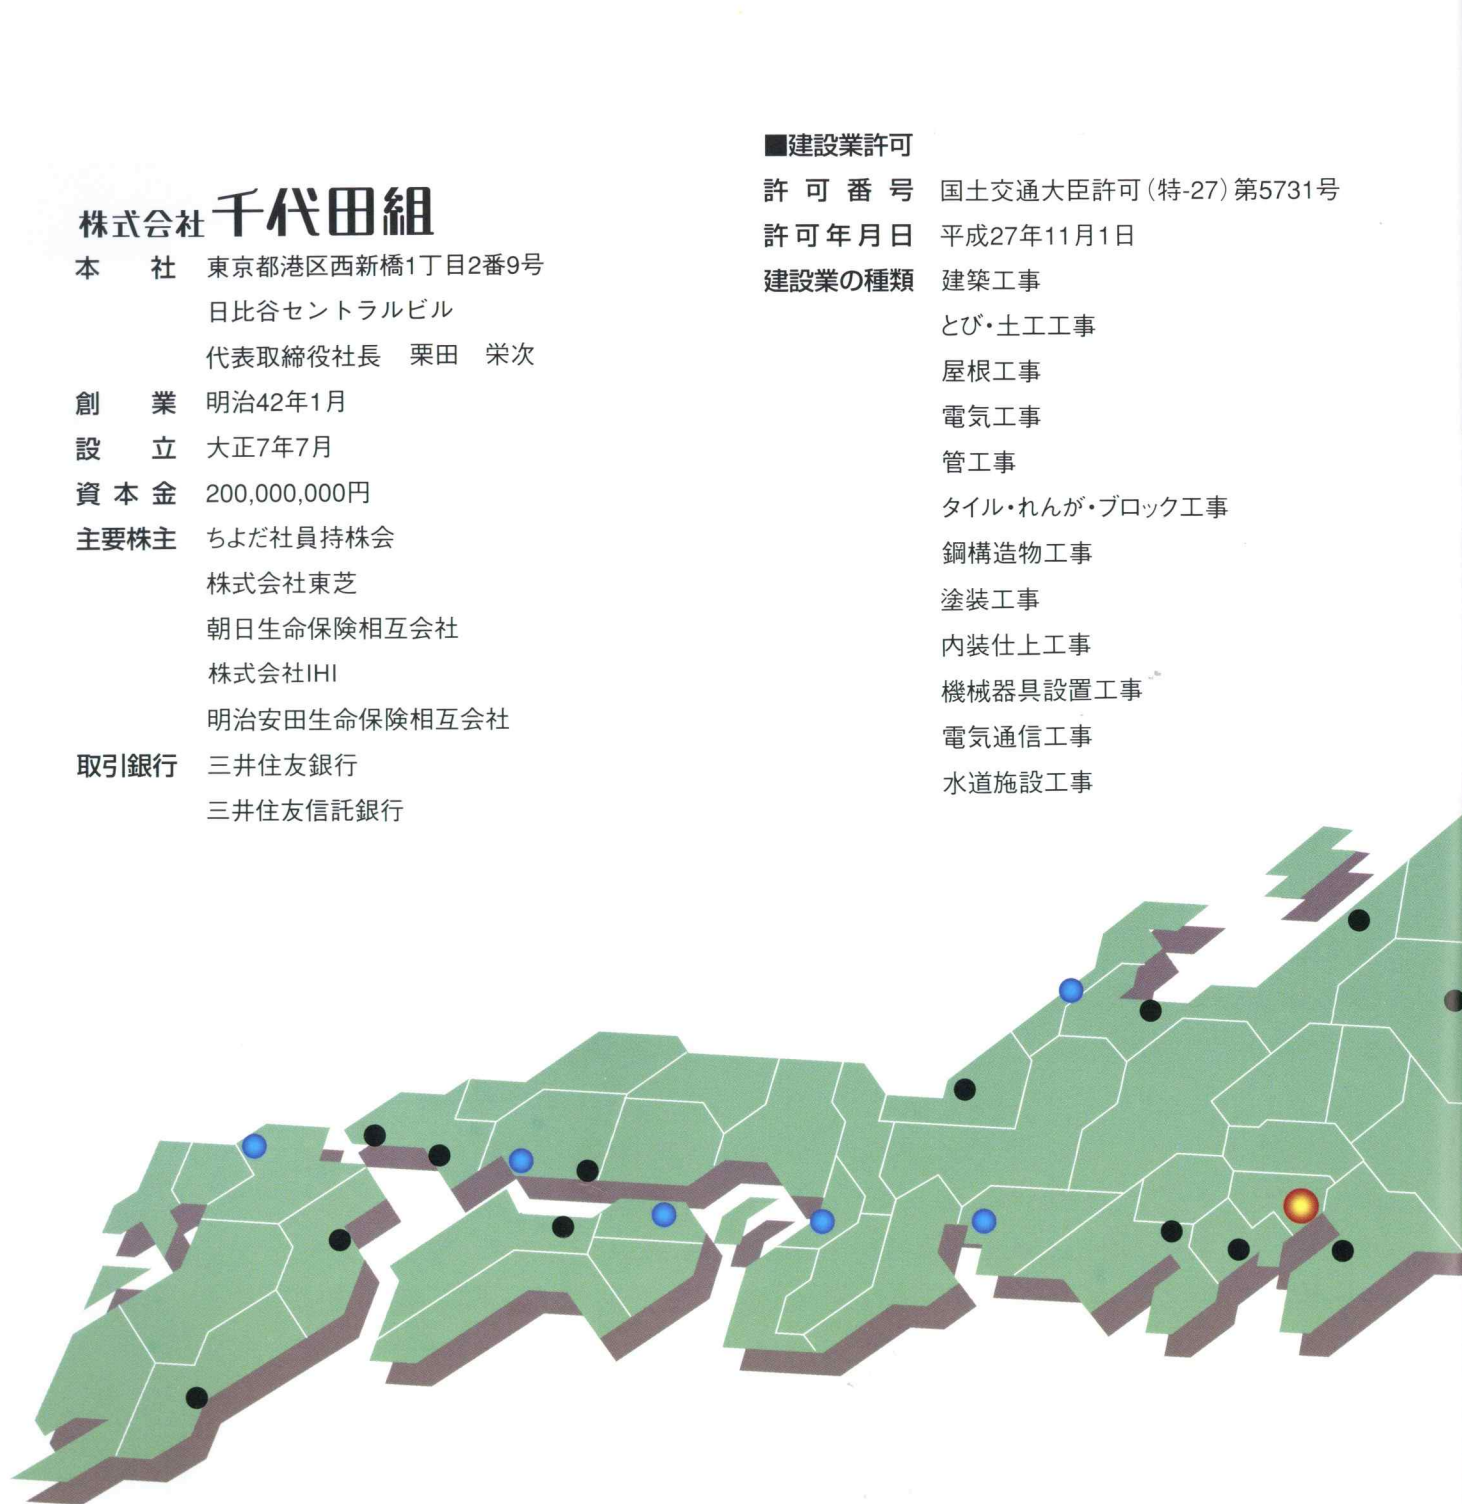 株式会社千代田組
本社 東京都港区西新橋1丁目2番9号
日比谷セントラルビル
代表取締役社長 栗田 栄次
創業 明治42年1月
設立 大正7年7月
資本金 200,000,000円
主要株主 ちよだ社員持株会
株式会社東芝
朝日生命保険相互会社
株式会社IHI
明治安田生命保険相互会社
取引銀行 三井住友銀行
三井住友信託銀行
■建設業許可
許可番号 国土交通大臣許可(特-27)第5731号
許可年月日 平成27年11月1日
建設業の種類 建築工事
とび・土工工事
屋根工事
電気工事
管工事
タイル・れんが・ブロック工事
鋼構造物工事
塗装工事
内装仕上工事
機械器具設置工事
電気通信工事
水道施設工事